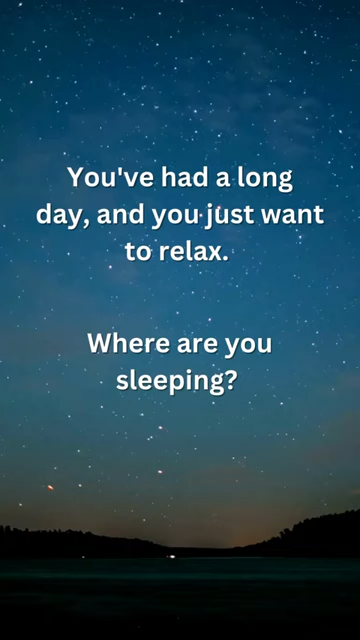 You've had a long
day, and you just want
to relax.
Where are you
sleeping?